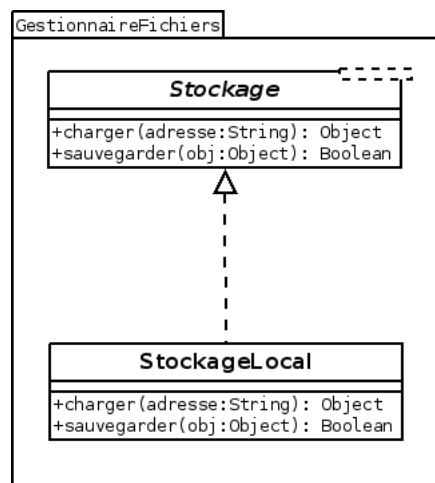 GestionnaireFichiers
Stockage
+charger(adresse:String): Object
+sauvegarder(obj:Object): Boolean
StockageLocal
+charger(adresse:String): Object
+sauvegarder(obj:Object): Boolean